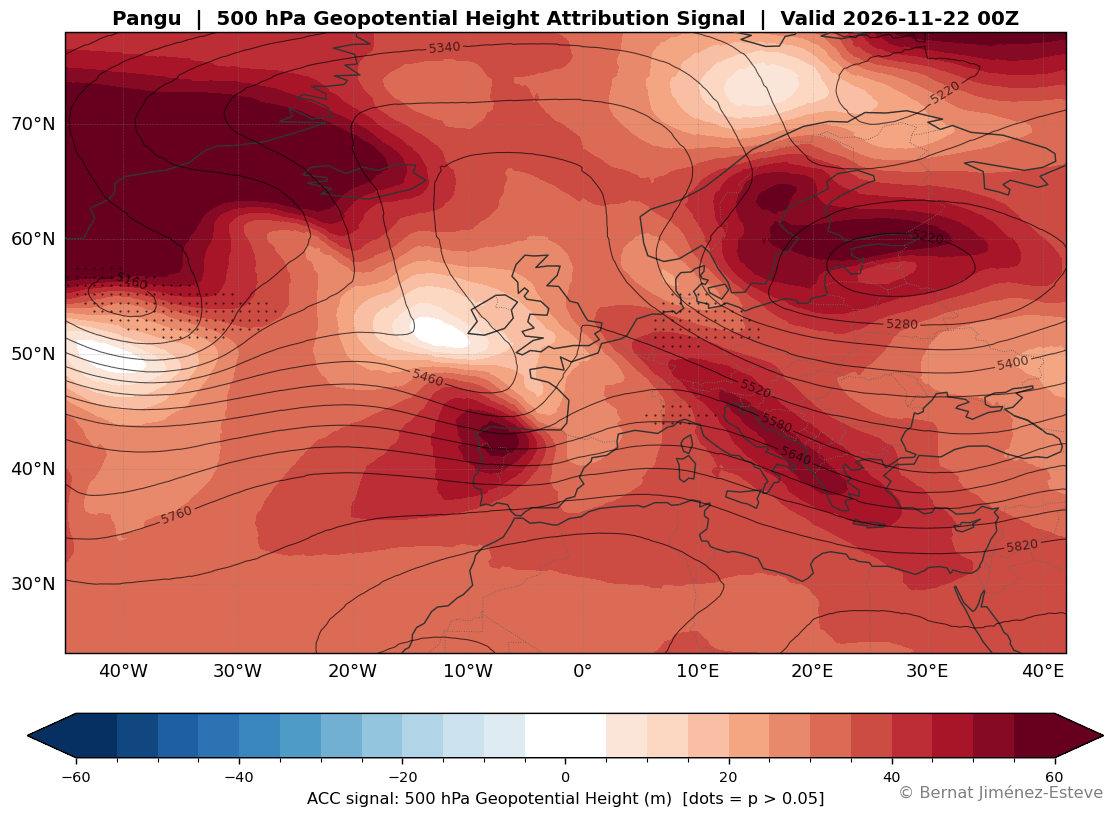 Pangu | 500 hPa Geopotential Height Attribution Signal | Valid 2026-11-22 00Z
5340
5220
70°N
60°N
5220
5160
5280
50°N
5400
5460
5520
5580
5640
40°N
5760
5820
30°N
40°W 30°W 20°W 10°W 0° 10°E 20°E 30°E 40°E
−60 −40 −20 0 20 40 60
ACC signal: 500 hPa Geopotential Height (m) [dots = p > 0.05]
© Bernat Jiménez-Esteve